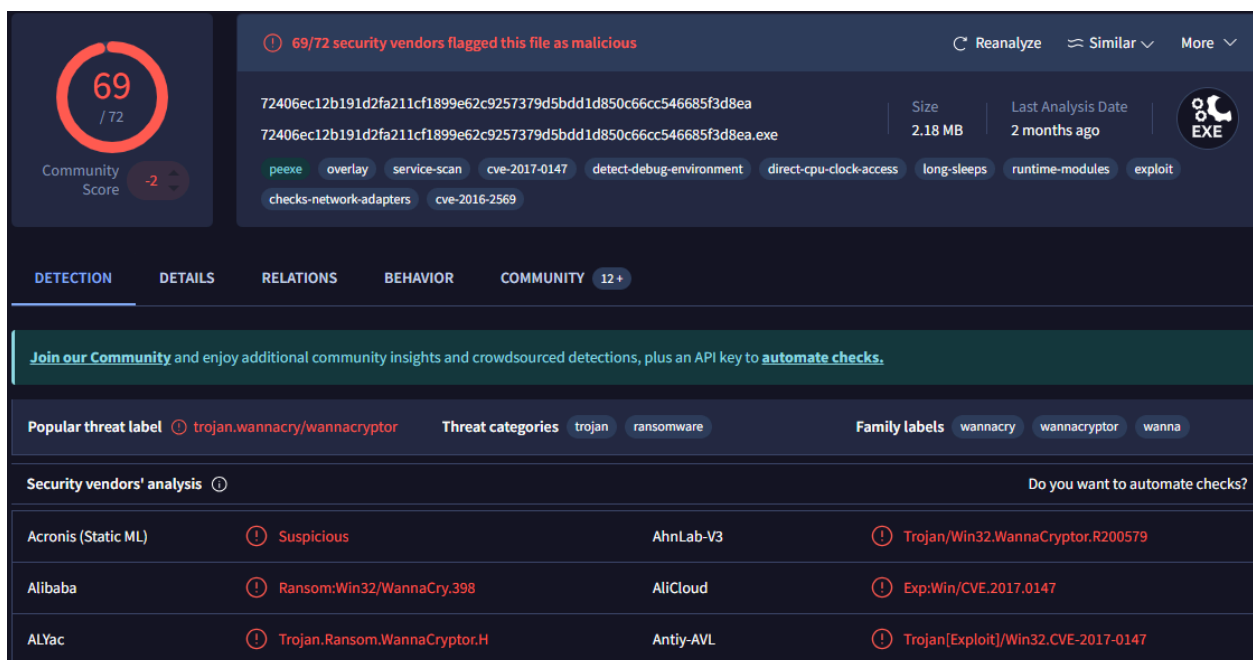 69
/ 72
Community
Score
-2
69/72 security vendors flagged this file as malicious
Reanalyze
Similar
More
72406ec12b191d2fa211cf1899e62c9257379d5bdd1d850c66cc546685f3d8ea
72406ec12b191d2fa211cf1899e62c9257379d5bdd1d850c66cc546685f3d8ea.exe
Size
2.18 MB
Last Analysis Date
2 months ago
EXE
peexe overlay service-scan cve-2017-0147 detect-debug-environment direct-cpu-clock-access long-sleeps runtime-modules exploit
checks-network-adapters cve-2016-2569
DETECTION DETAILS RELATIONS BEHAVIOR COMMUNITY 12+
Join our Community and enjoy additional community insights and crowdsourced detections, plus an API key to automate checks.
Popular threat label trojan.wannacry/wannacryptor Threat categories trojan ransomware Family labels wannacry wannacryptor wanna
Security vendors' analysis Do you want to automate checks?
Acronis (Static ML) Suspicious AhnLab-V3 Trojan/Win32.WannaCryptor.R200579
Alibaba Ransom:Win32/WannaCry.398 AliCloud Exp:Win/CVE.2017.0147
ALYac Trojan.Ransom.WannaCryptor.H Antiy-AVL Trojan[Exploit]/Win32.CVE-2017-0147